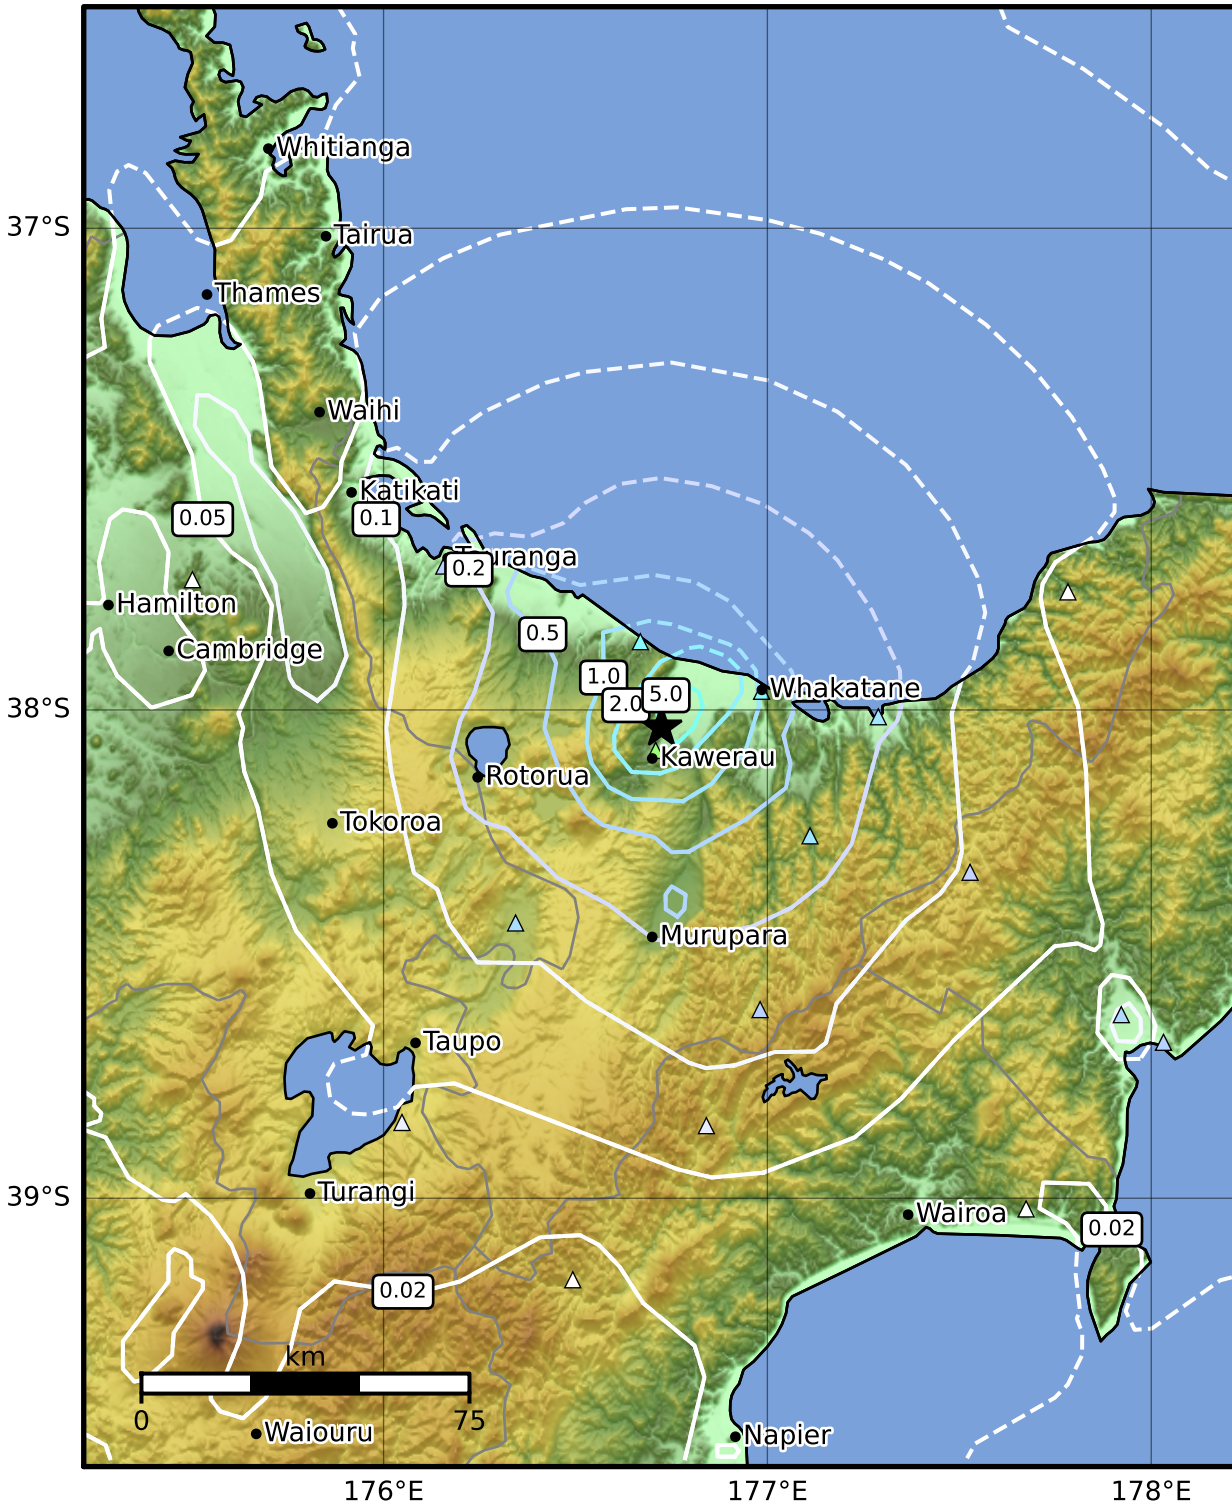 Whitianga
37°S
Tairua
Thames
Waihi
Katikati
0.05
0.1
Tauranga
0.2
Hamilton
0.5
Cambridge
1.0
Whakatane
5.0
2.0
38°S
Kawerau
Rotorua
Tokoroa
Murupara
Taupo
Turangi
39°S
Wairoa
0.02
0.02
km
0
75
Waiouru
Napier
176°E
177°E
178°E